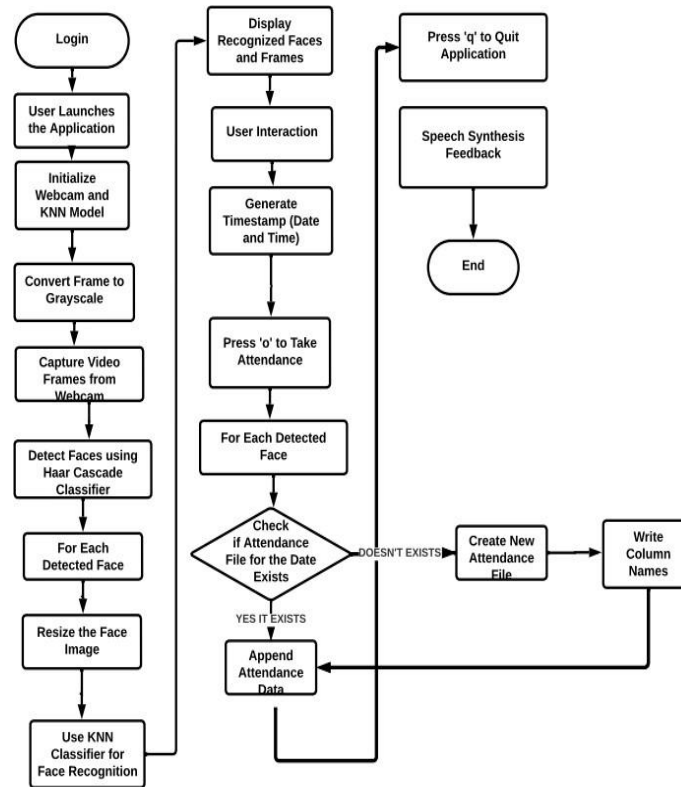 Login
User Launches
the Application
Initialize
Webcam and
KNN Model
Convert Frame to
Grayscale
Capture Video
Frames from
Webcam
Detect Faces using
Haar Cascade
Classifier
For Each
Detected Face
Resize the Face
Image
Use KNN
Classifier for
Face Recognition
Display
Recognized Faces
and Frames
User Interaction
Generate
Timestamp (Date
and Time)
Press 'o' to Take
Attendance
For Each Detected
Face
Check
if Attendance
File for the Date
Exists
DOESN'T EXISTS
Create New
Attendance
File
Write
Column
Names
YES IT EXISTS
Append
Attendance
Data
Press 'q' to Quit
Application
Speech Synthesis
Feedback
End